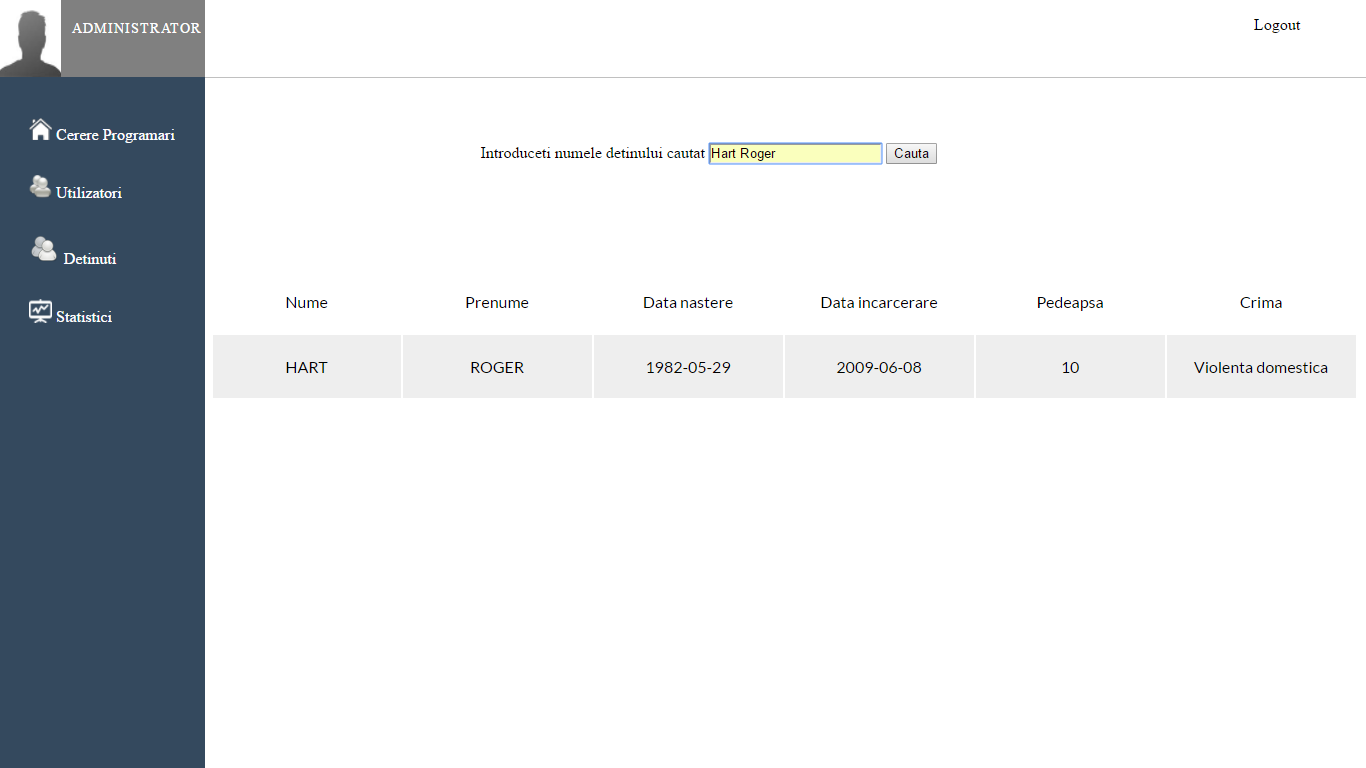 ADMINISTRATOR
Logout
Cerere Programari
Utilizatori
Detinuti
Statistici
Introduceti numele detinului cautat Hart Roger Cauta
Nume Prenume Data nastere Data incarcerare Pedeapsa Crima
HART ROGER 1982-05-29 2009-06-08 10 Violenta domestica